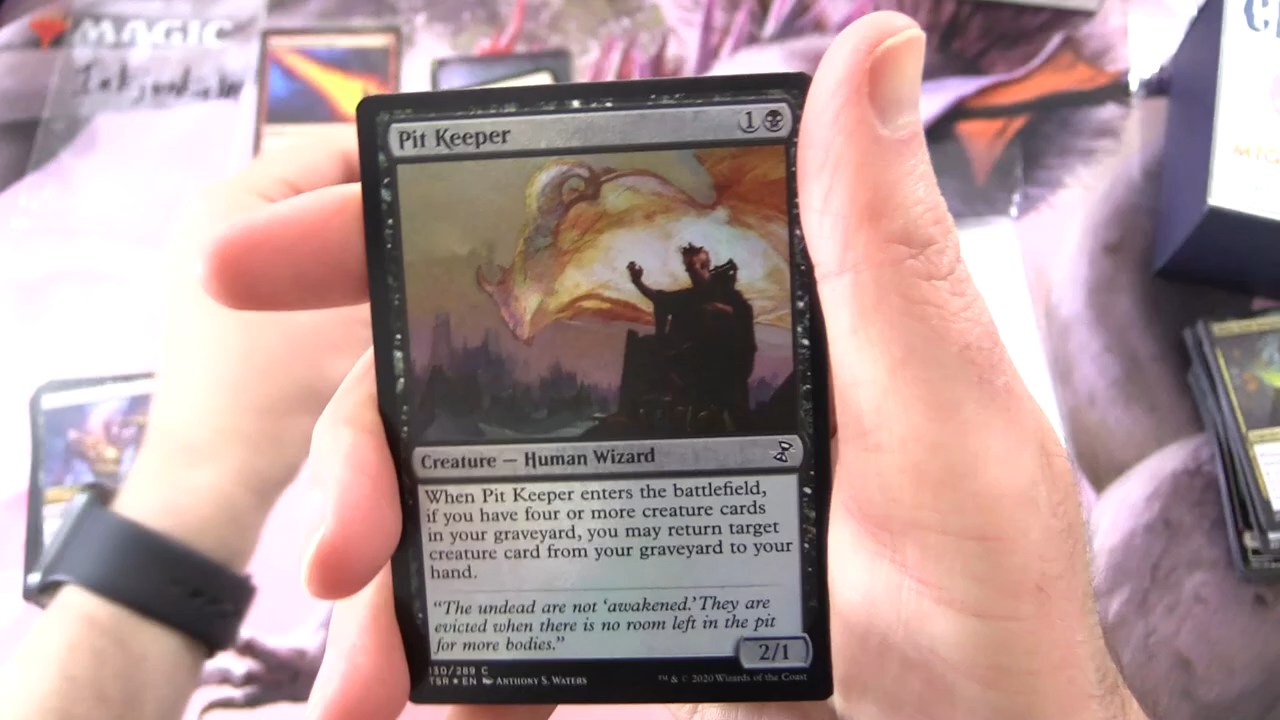 MAGIC
Pit Keeper 1
Creature — Human Wizard
When Pit Keeper enters the battlefield,
if you have four or more creature cards
in your graveyard, you may return target
creature card from your graveyard to your
hand.
“The undead are not ‘awakened.’ They are
evicted when there is no room left in the pit
for more bodies.”
2/1
130/289 C
TSR ★ EN ANTHONY S. WATERS
™ & © 2020 Wizards of the Coast